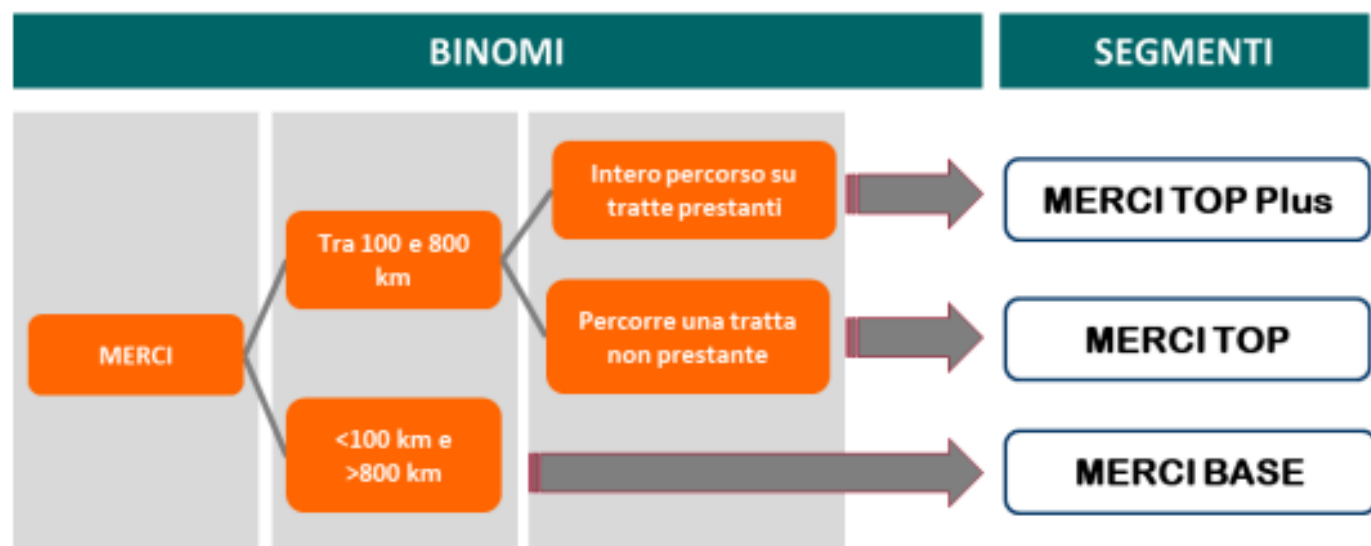 BINOMI
SEGMENTI
MERCI
Tra 100 e 800
km
<100 km e
>800 km
Intero percorso su
tratte prestanti
Percorre una tratta
non prestante
MERCI TOP Plus
MERCI TOP
MERCI BASE